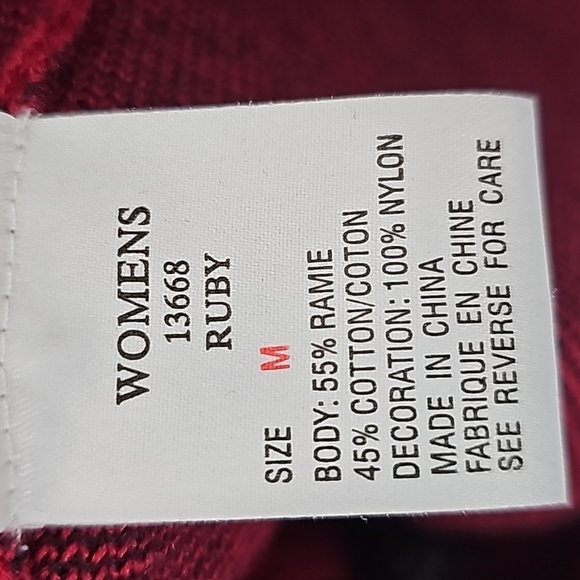 WOMENS
13668
RUBY
SIZE M
BODY: 55% RAMIE
45% COTTON/COTON
DECORATION: 100% NYLON
MADE IN CHINA
FABRIQUE EN CHINE
SEE REVERSE FOR CARE